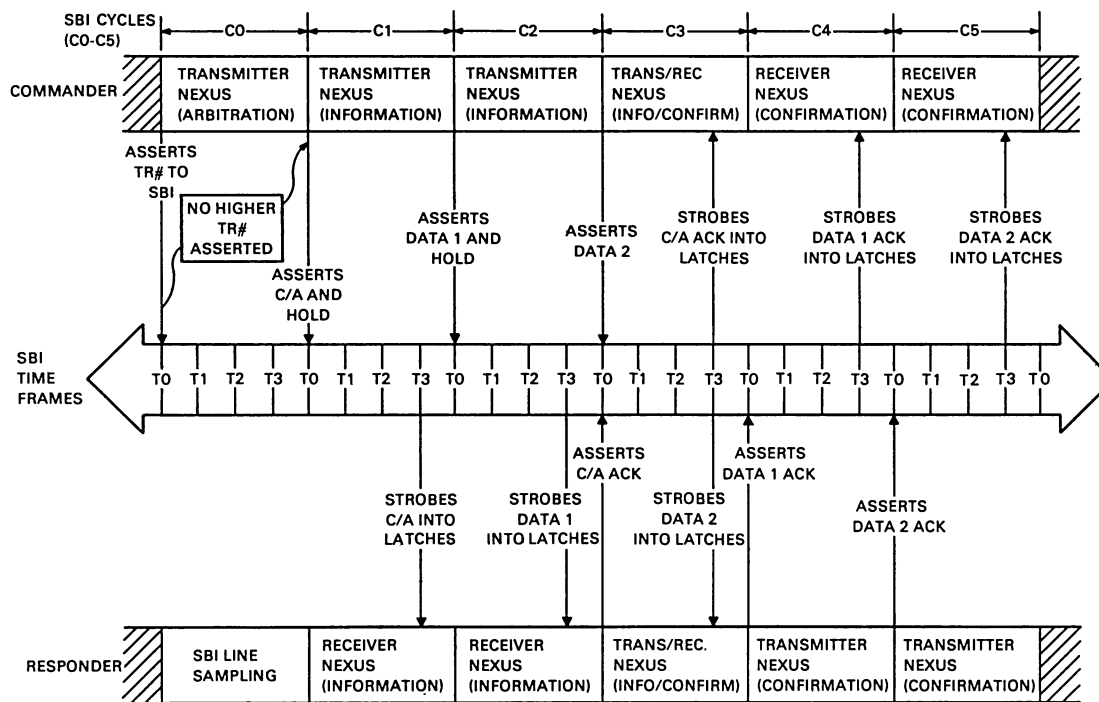 SBI CYCLES
(C0-C5)
C0
C1
C2
C3
C4
C5
COMMANDER
TRANSMITTER
NEXUS
(ARBITRATION)
TRANSMITTER
NEXUS
(INFORMATION)
TRANSMITTER
NEXUS
(INFORMATION)
TRANS/REC
NEXUS
(INFO/CONFIRM)
RECEIVER
NEXUS
(CONFIRMATION)
RECEIVER
NEXUS
(CONFIRMATION)
ASSERTS
TR# TO
SBI
NO HIGHER
TR#
ASSERTED
ASSERTS
C/A AND
HOLD
ASSERTS
DATA 1 AND
HOLD
ASSERTS
DATA 2
STROBES
C/A ACK INTO
LATCHES
STROBES
DATA 1 ACK
INTO LATCHES
STROBES
DATA 2 ACK
INTO LATCHES
SBI
TIME
FRAMES
T0 T1 T2 T3 T0 T1 T2 T3 T0 T1 T2 T3 T0 T1 T2 T3 T0 T1 T2 T3 T0 T1 T2 T3 T0
STROBES
C/A INTO
LATCHES
STROBES
DATA 1
INTO LATCHES
ASSERTS
C/A ACK
STROBES
DATA 2
INTO LATCHES
ASSERTS
DATA 1 ACK
ASSERTS
DATA 2 ACK
RESPONDER
SBI LINE
SAMPLING
RECEIVER
NEXUS
(INFORMATION)
RECEIVER
NEXUS
(INFORMATION)
TRANS/REC.
NEXUS
(INFO/CONFIRM)
TRANSMITTER
NEXUS
(CONFIRMATION)
TRANSMITTER
NEXUS
(CONFIRMATION)